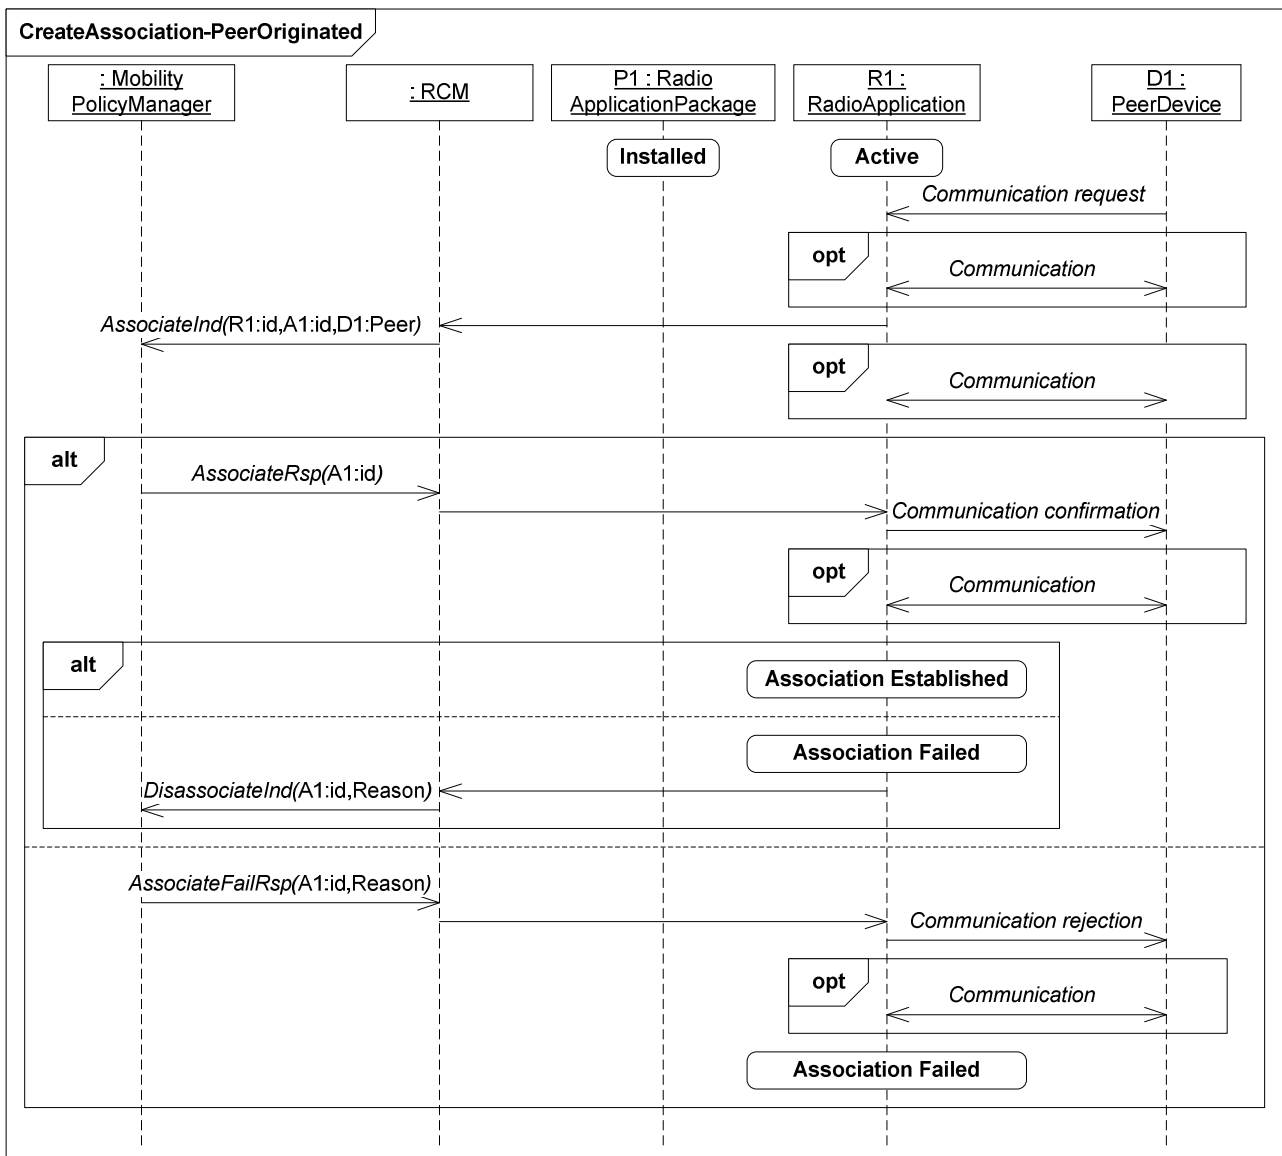 CreateAssociation-PeerOriginated
: Mobility
PolicyManager
: RCM
P1 : Radio
ApplicationPackage
R1 :
RadioApplication
D1 :
PeerDevice
Installed
Active
Communication request
opt
Communication
AssociateInd(R1:id,A1:id,D1:Peer)
opt
Communication
alt
AssociateRsp(A1:id)
Communication confirmation
opt
Communication
alt
Association Established
Association Failed
DisassociateInd(A1:id,Reason)
AssociateFailRsp(A1:id,Reason)
Communication rejection
opt
Communication
Association Failed